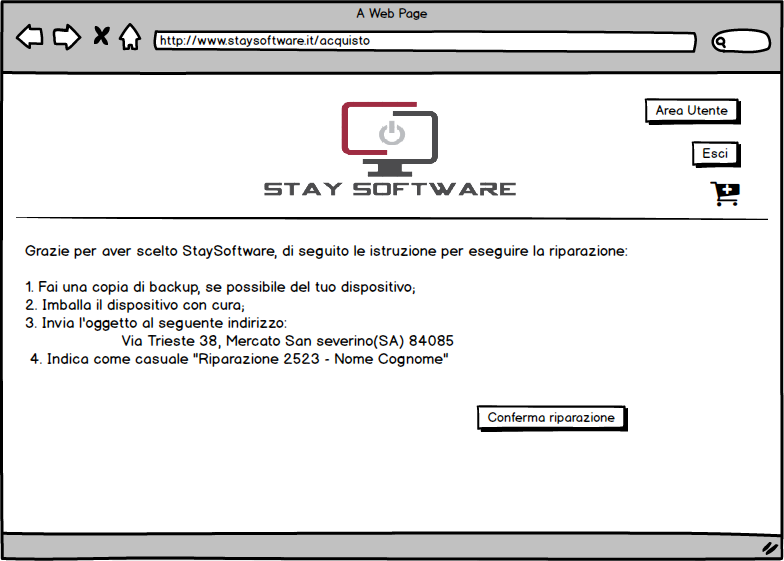 A Web Page
http://www.staysoftware.it/acquisto
Area Utente
Esci
STAY SOFTWARE
Grazie per aver scelto StaySoftware, di seguito le istruzione per eseguire la riparazione:
1. Fai una copia di backup, se possibile del tuo dispositivo;
2. Imballa il dispositivo con cura;
3. Invia l'oggetto al seguente indirizzo:
Via Trieste 38, Mercato San severino(SA) 84085
4. Indica come casuale "Riparazione 2523 - Nome Cognome"
Conferma riparazione